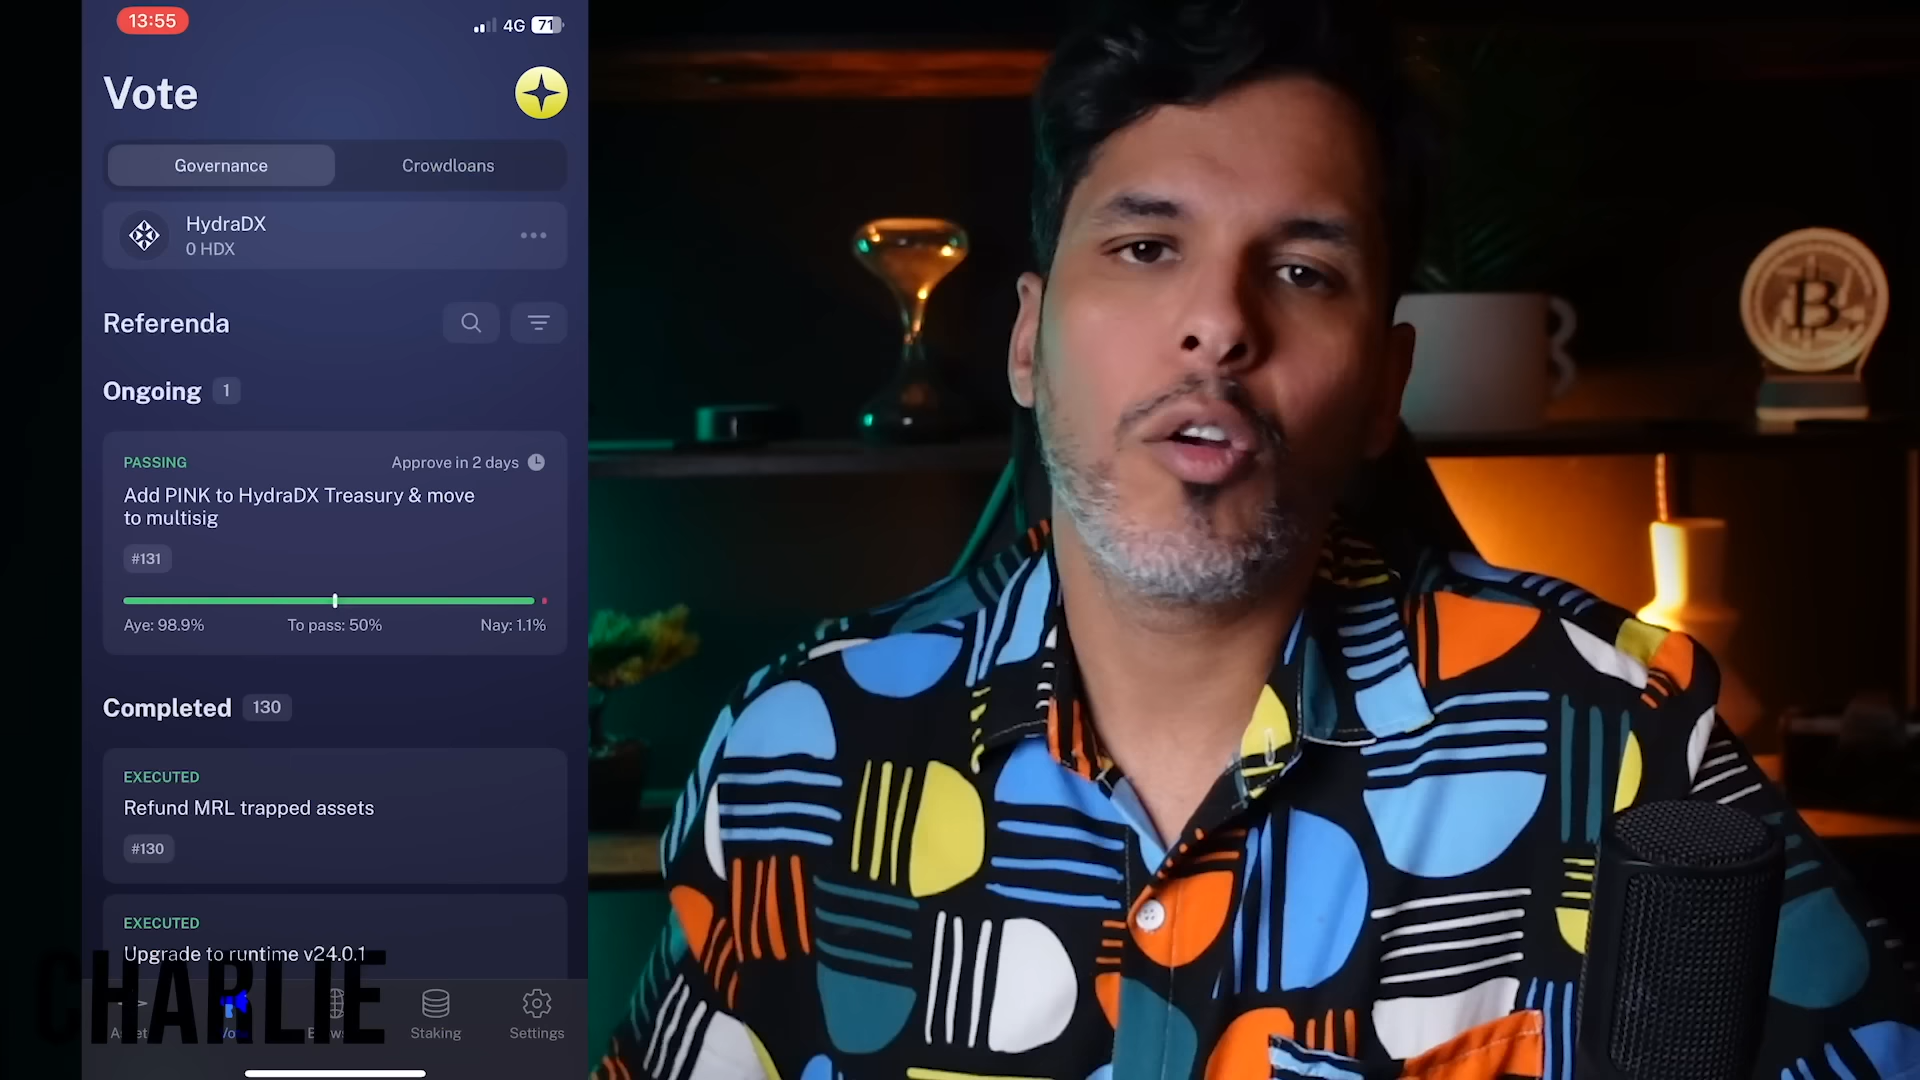 13:55
4G 71
Vote
Governance
Crowdloans
HydraDX
0 HDX
Referenda
Ongoing 1
PASSING
Approve in 2 days
Add PINK to HydraDX Treasury & move
to multisig
#131
Aye: 98.9%
To pass: 50%
Nay: 1.1%
Completed 130
EXECUTED
Refund MRL trapped assets
#130
EXECUTED
Upgrade to runtime v24.0.1
CHARLIE
Staking
Settings